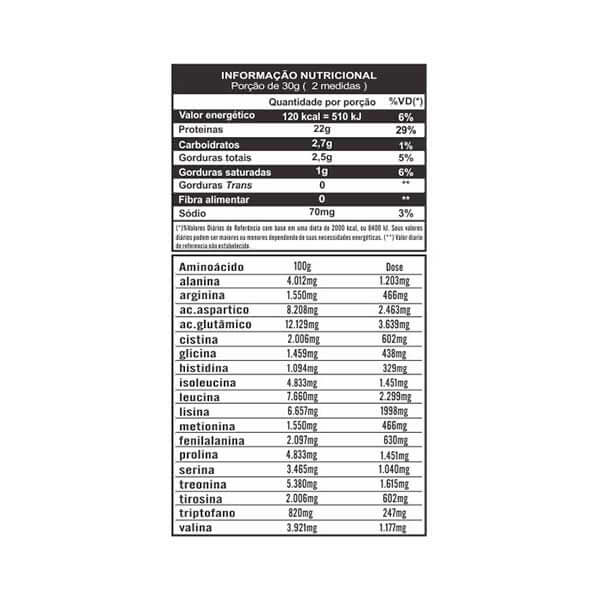 INFORMAÇÃO NUTRICIONAL
Porção de 30g ( 2 medidas )
Quantidade por porção %VD(*)
Valor energético 120 kcal = 510 kJ 6%
Proteínas 22g 29%
Carboidratos 2,7g 1%
Gorduras totais 2,5g 5%
Gorduras saturadas 1g 6%
Gorduras Trans 0 **
Fibra alimentar 0 **
Sódio 70mg 3%
(*)%Valores Diários de Referência com base em uma dieta de 2000 kcal, ou 8400 kJ. Seus valores
diários podem ser maiores ou menores dependendo de suas necessidades energéticas. (**) Valor diario
de referencia não estabelecido.
Aminoácido 100g Dose
alanina 4.012mg 1.203mg
arginina 1.550mg 466mg
ac.aspartico 8.208mg 2.463mg
ac.glutâmico 12.129mg 3.639mg
cistina 2.006mg 602mg
glicina 1.459mg 438mg
histidina 1.094mg 329mg
isoleucina 4.833mg 1.451mg
leucina 7.660mg 2.299mg
lisina 6.657mg 1998mg
metionina 1.550mg 466mg
fenilalanina 2.097mg 630mg
prolina 4.833mg 1.451mg
serina 3.465mg 1.040mg
treonina 5.380mg 1.615mg
tirosina 2.006mg 602mg
triptofano 820mg 247mg
valina 3.921mg 1.177mg